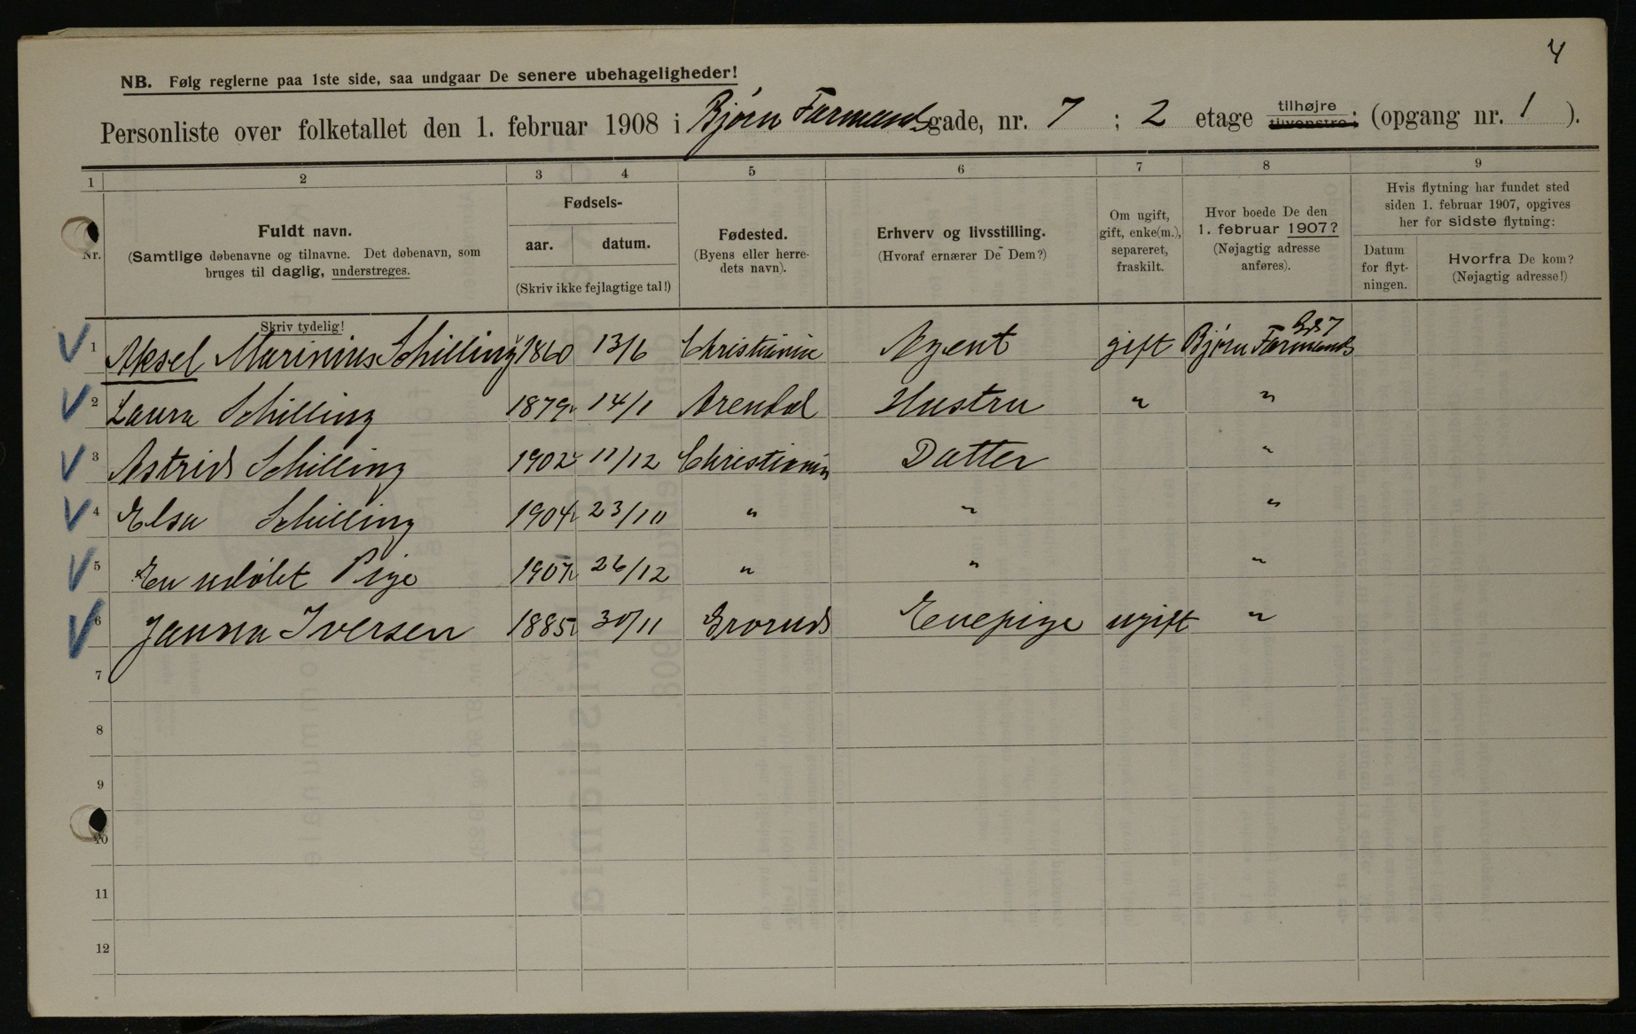 4
NB. Følg reglerne paa 1ste side, saa undgaar De senere ubehageligheder!
Personliste over folketallet den 1. februar 1908 i Bjørn Farmandsgade, nr. 7 ; 2 etage tilhøjre tilvenstre; (opgang nr. 1 ).
1 2 3 4 5 6 7 8 9
Nr.
Fuldt navn.
(Samtlige døbenavne og tilnavne. Det døbenavn, som
bruges til daglig, understreges.
Skriv tydelig!
Fødsels-
aar. datum.
(Skriv ikke fejlagtige tal!)
Fødested.
(Byens eller herre-
dets navn).
Erhverv og livsstilling.
(Hvoraf ernærer De Dem?)
Om ugift,
gift, enke(m.),
separeret,
fraskilt.
Hvor boede De den
1. februar 1907?
(Nøjagtig adresse
anføres).
Hvis flytning har fundet sted
siden 1. februar 1907, opgives
her for sidste flytning:
Datum
for flyt-
ningen.
Hvorfra De kom?
(Nøjagtig adresse!)
1 Aksel Marinius Schilling 1860 13/6 Christiania Agent gift Bjørn Farmands
2 Laura Schilling 1879 14/1 Arendal Hustru " "
3 Astrid Schilling 1902 11/12 Christiania Datter "
4 Elsa Schilling 1904 23/10 " " "
5 En udøbt Pige 1907 26/12 " " "
6 Janna Iversen 1885 30/11 Grorud Enepige ugift "
7
8
9
10
11
12